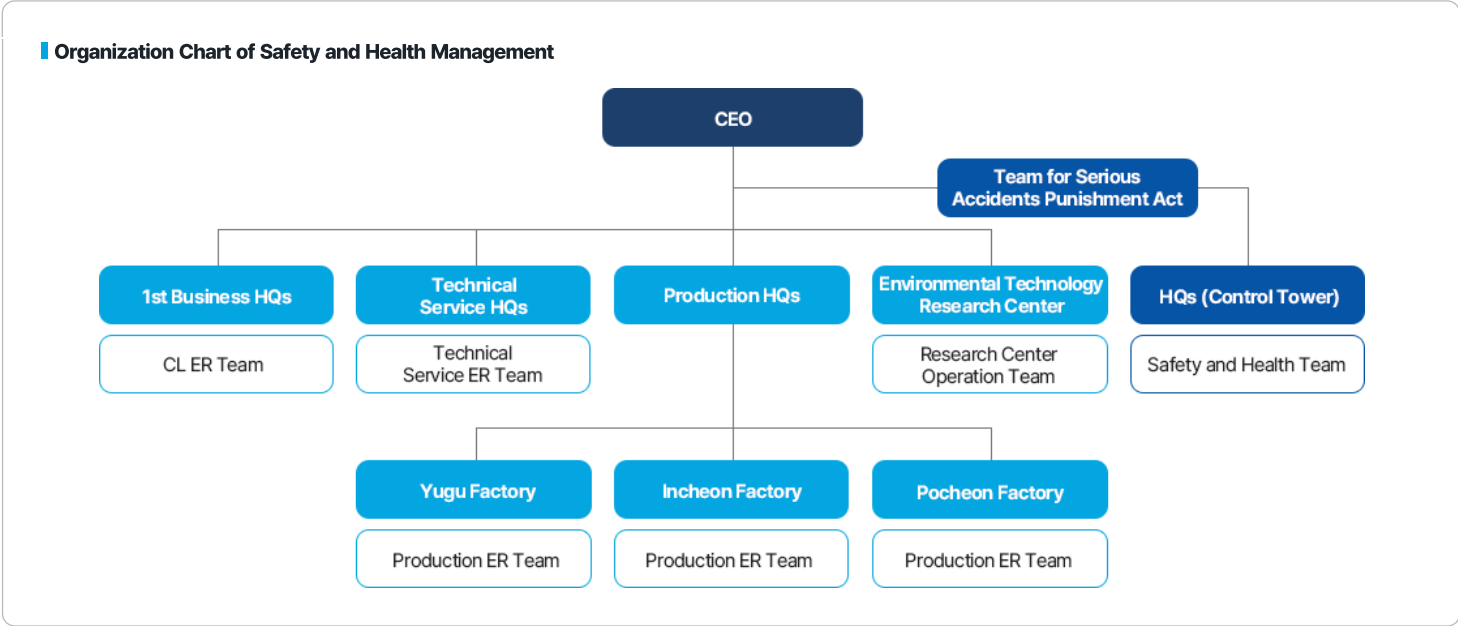 Organization Chart of Safety and Health Management
CEO
Team for Serious
Accidents Punishment Act
1st Business HQs
Technical
Service HQs
Production HQs
Environmental Technology
Research Center
HQs (Control Tower)
CL ER Team
Technical
Service ER Team
Research Center
Operation Team
Safety and Health Team
Yugu Factory
Incheon Factory
Pocheon Factory
Production ER Team
Production ER Team
Production ER Team